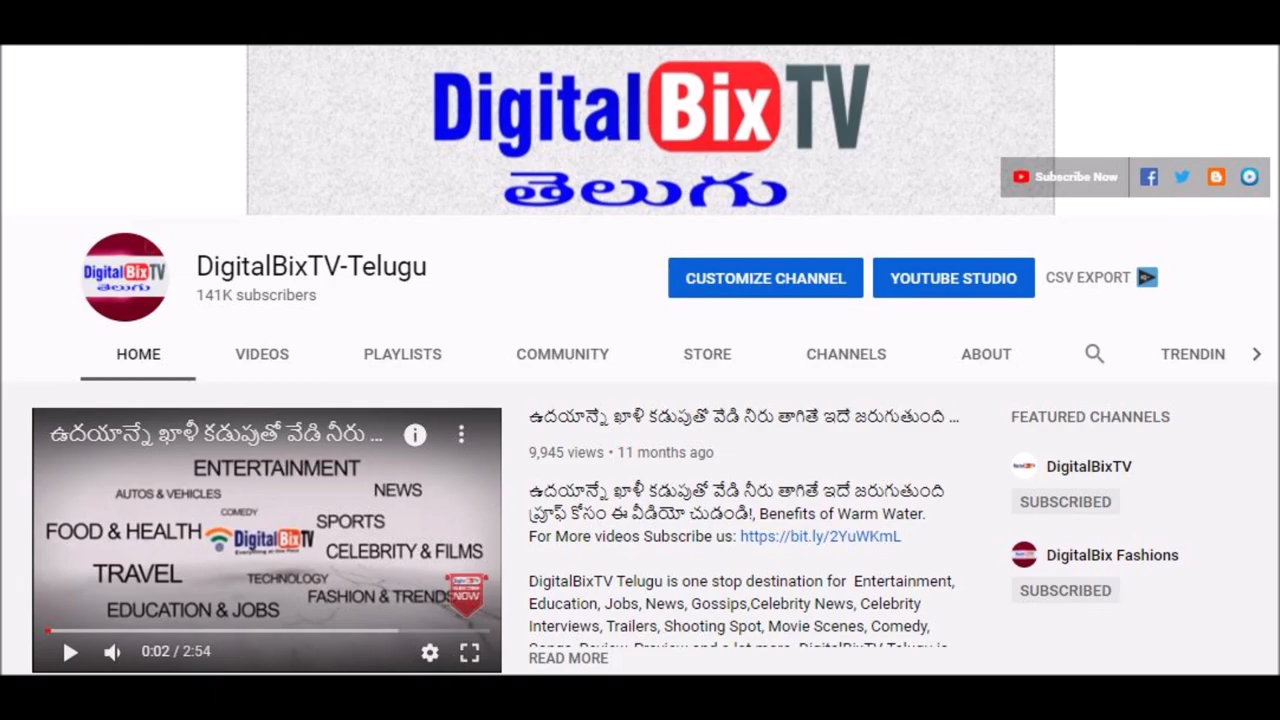 DigitalBixTV
తెలుగు
Subscribe Now
DigitalBixTV
తెలుగు
DigitalBixTV-Telugu
141K subscribers
CUSTOMIZE CHANNEL
YOUTUBE STUDIO
CSV EXPORT
HOME
VIDEOS
PLAYLISTS
COMMUNITY
STORE
CHANNELS
ABOUT
TRENDIN
ఉదయాన్నే ఖాళీ కడుపుతో వేడి నీరు ...
ENTERTAINMENT
AUTOS & VEHICLES
NEWS
COMEDY
SPORTS
FOOD & HEALTH
DigitalBixTV
CELEBRITY & FILMS
TRAVEL
TECHNOLOGY
FASHION & TRENDS
EDUCATION & JOBS
NOW
0:02 / 2:54
ఉదయాన్నే ఖాళీ కడుపుతో వేడి నీరు తాగితే ఇదే జరుగుతుంది ...
9,945 views • 11 months ago
ఉదయాన్నే ఖాళీ కడుపుతో వేడి నీరు తాగితే ఇదే జరుగుతుంది
ప్రూఫ్ కోసం ఈ వీడియో చుడండి!, Benefits of Warm Water.
For More videos Subscribe us: https://bit.ly/2YuWKmL
DigitalBixTV Telugu is one stop destination for Entertainment,
Education, Jobs, News, Gossips,Celebrity News, Celebrity
Interviews, Trailers, Shooting Spot, Movie Scenes, Comedy,
READ MORE
FEATURED CHANNELS
DigitalBixTV
SUBSCRIBED
DigitalBix Fashions
SUBSCRIBED